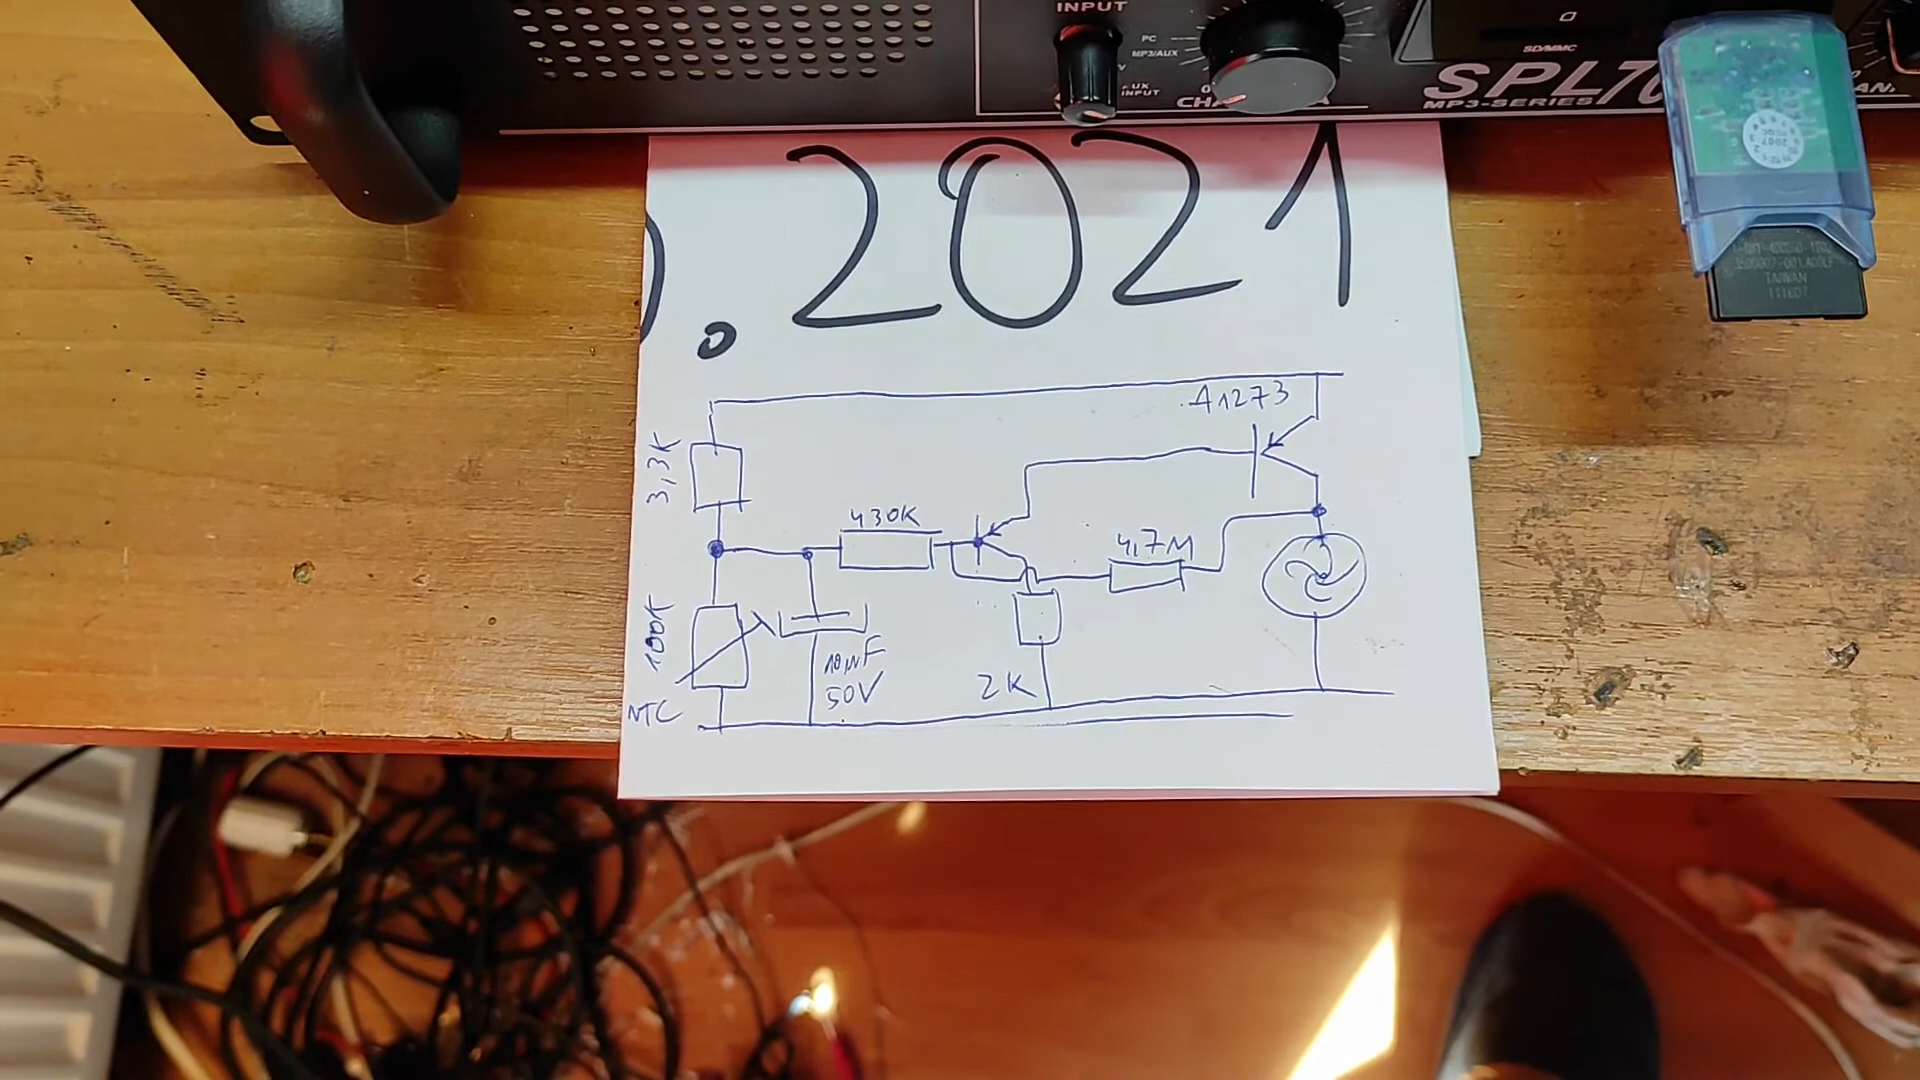 INPUT
PC
MP3/AUX
AUX
INPUT
SD/MMC
SPL70
MP3-SERIES
.2021
A1273
3,3K
430K
4,7M
100K
10µF
50V
2K
NTC
TAIWAN